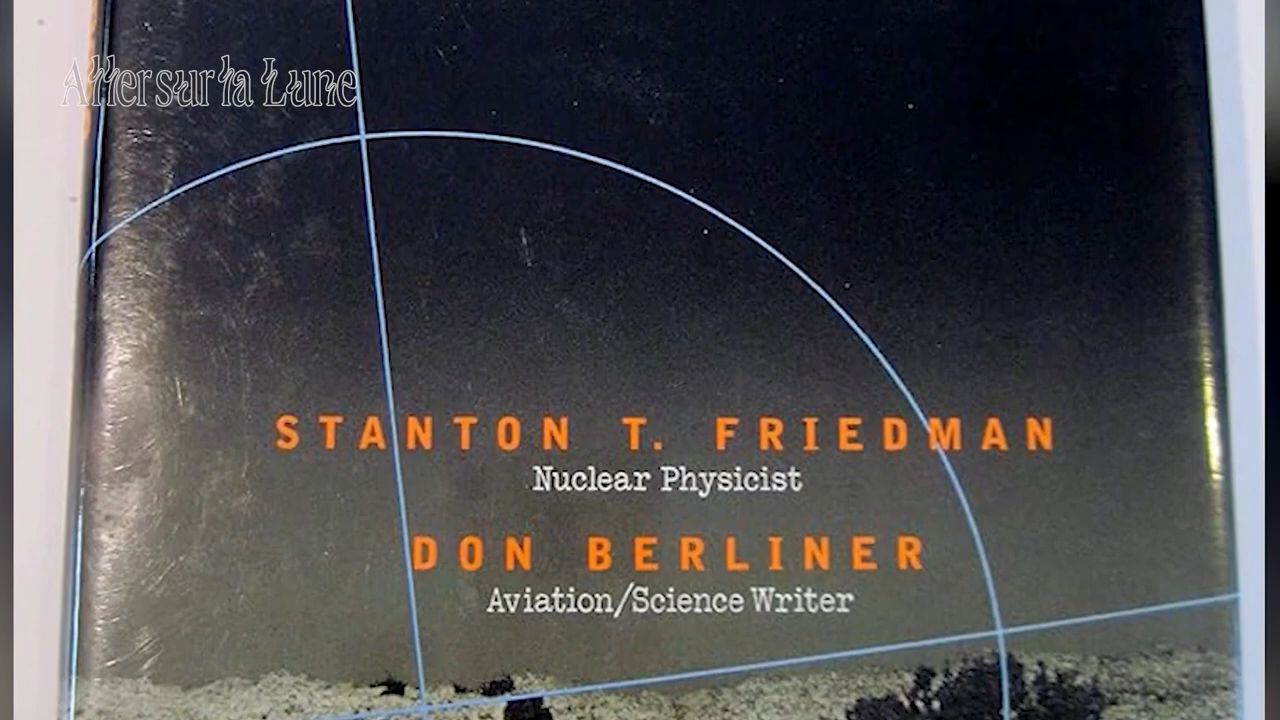 Aller sur la Lune
STANTON T. FRIEDMAN
Nuclear Physicist
DON BERLINER
Aviation/Science Writer